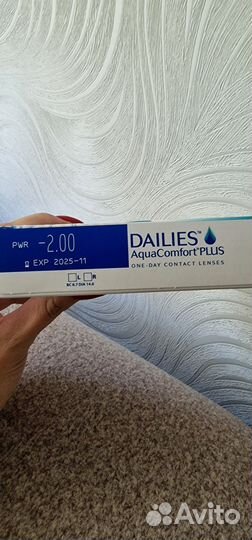 PWR -2.00
EXP 2025-11
L R
BC 8.7 DIA 14.0
DAILIES™
AquaComfort® PLUS
ONE-DAY CONTACT LENSES
Avito